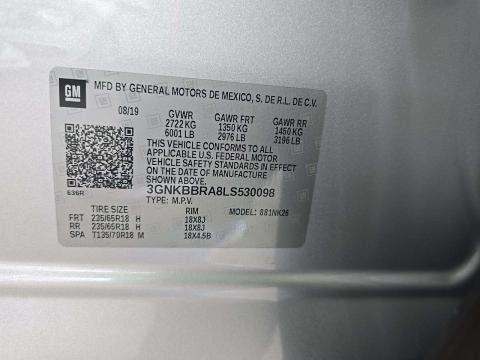 GM
MFD BY GENERAL MOTORS DE MEXICO, S. DE R.L. DE C.V.
08/19 GVWR GAWR FRT GAWR RR
2722 KG 1350 KG 1450 KG
6001 LB 2976 LB 3196 LB
THIS VEHICLE CONFORMS TO ALL
APPLICABLE U.S. FEDERAL MOTOR
VEHICLE SAFETY STANDARDS IN EFFECT
ON THE DATE OF MANUFACTURE
SHOWN ABOVE.
3GNKBBRA8LS530098
E36R TYPE: M.P.V.
TIRE SIZE RIM MODEL: 881NK26
FRT 235/65R18 H 18X8J
RR 235/65R18 H 18X8J
SPA T135/70R18 M 18X4.5B